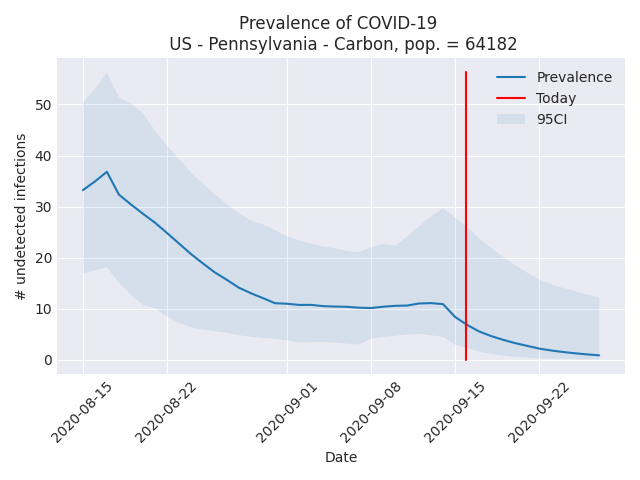 Prevalence of COVID-19
US - Pennsylvania - Carbon, pop. = 64182
# undetected infections
50
40
30
20
10
0
Prevalence
Today
95CI
2020-08-15
2020-08-22
2020-09-01
2020-09-08
2020-09-15
2020-09-22
Date